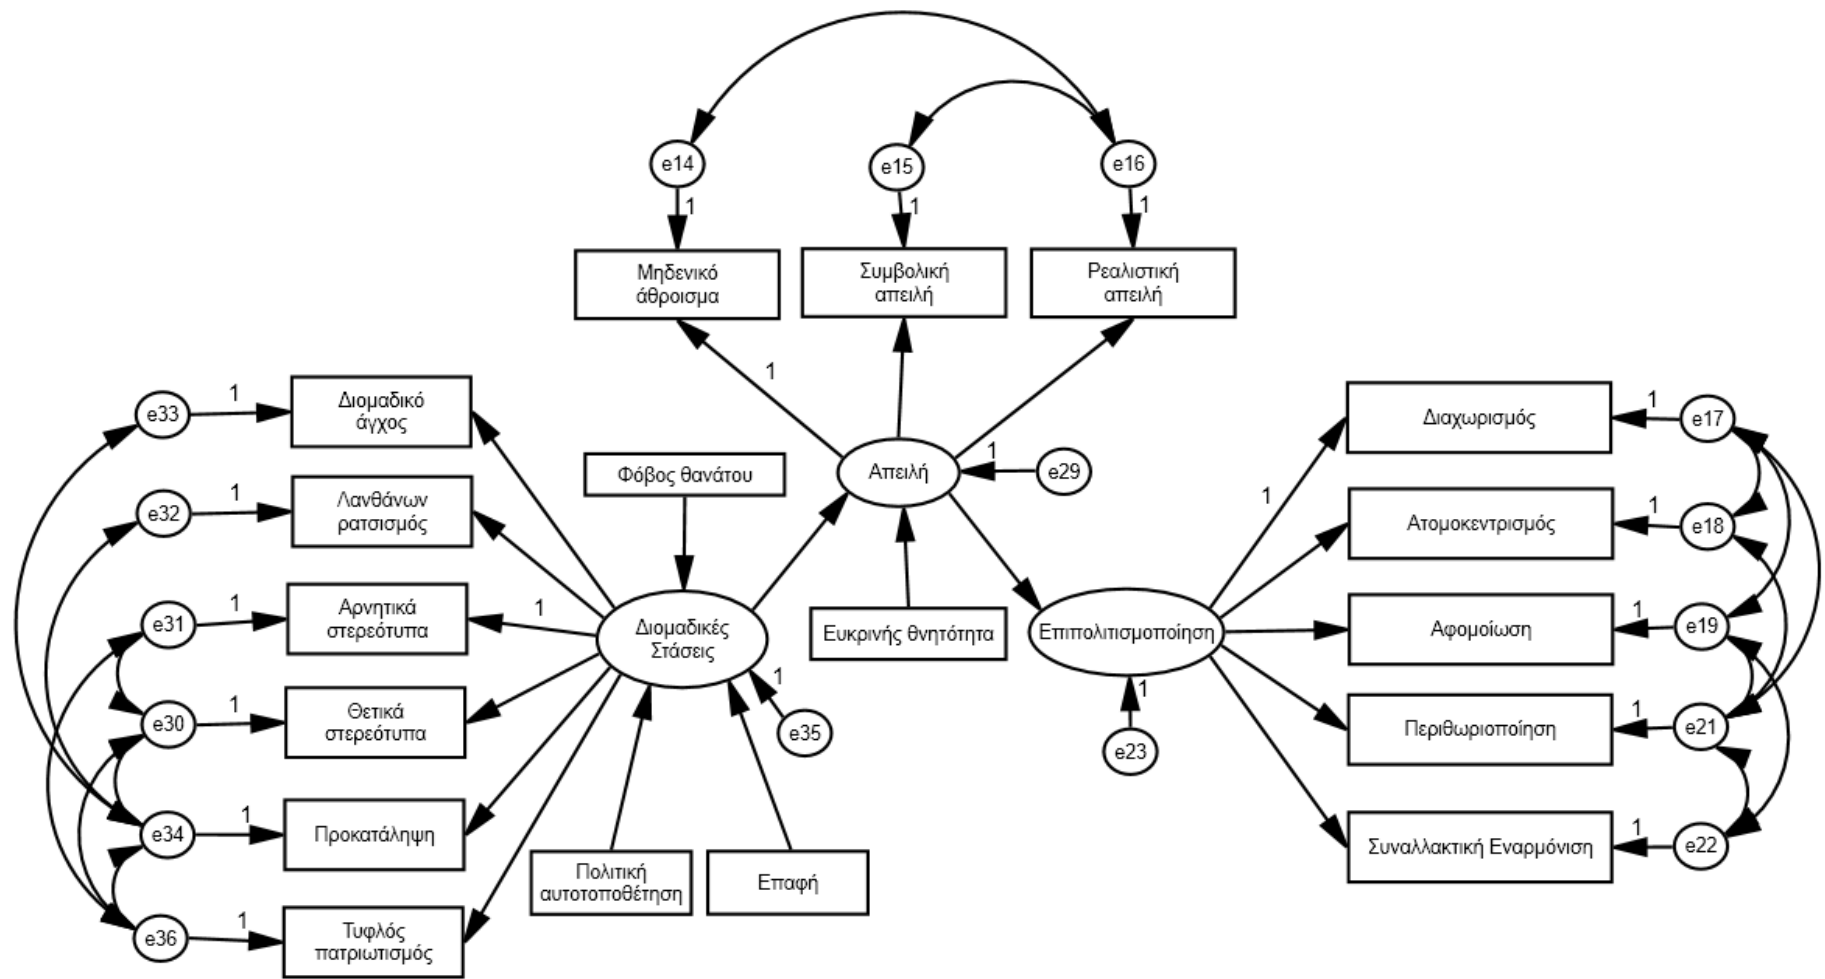 e14
e15
e16
1
1
1
Μηδενικό
άθροισμα
Συμβολική
απειλή
Ρεαλιστική
απειλή
1
e33
1
Διομαδικό
άγχος
e32
1
Λανθάνων
ρατσισμός
e31
1
Αρνητικά
στερεότυπα
1
e30
1
Θετικά
στερεότυπα
e34
1
Προκατάληψη
e36
1
Τυφλός
πατριωτισμός
Φόβος θανάτου
Διομαδικές
Στάσεις
1
e35
Πολιτική
αυτοτοποθέτηση
Επαφή
Απειλή
1
e29
Ευκρινής θνητότητα
Επιπολιτισμοποίηση
1
e23
1
Διαχωρισμός
1
e17
Ατομοκεντρισμός
1
e18
Αφομοίωση
1
e19
Περιθωριοποίηση
1
e21
Συναλλακτική Εναρμόνιση
1
e22